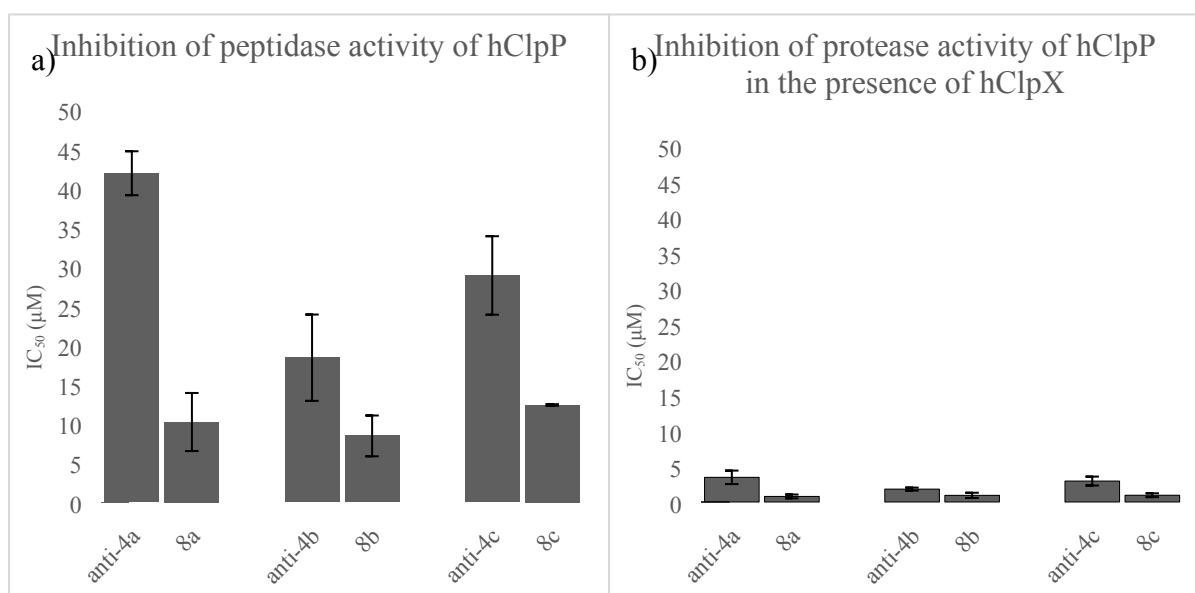 a)
Inhibition of peptidase activity of hClpP
50
45
40
35
30
25
20
15
10
5
0
IC50 (µM)
anti-4a
8a
anti-4b
8b
anti-4c
8c
b)
Inhibition of protease activity of hClpP
in the presence of hClpX
50
45
40
35
30
25
20
15
10
5
0
IC50 (µM)
anti-4a
8a
anti-4b
8b
anti-4c
8c